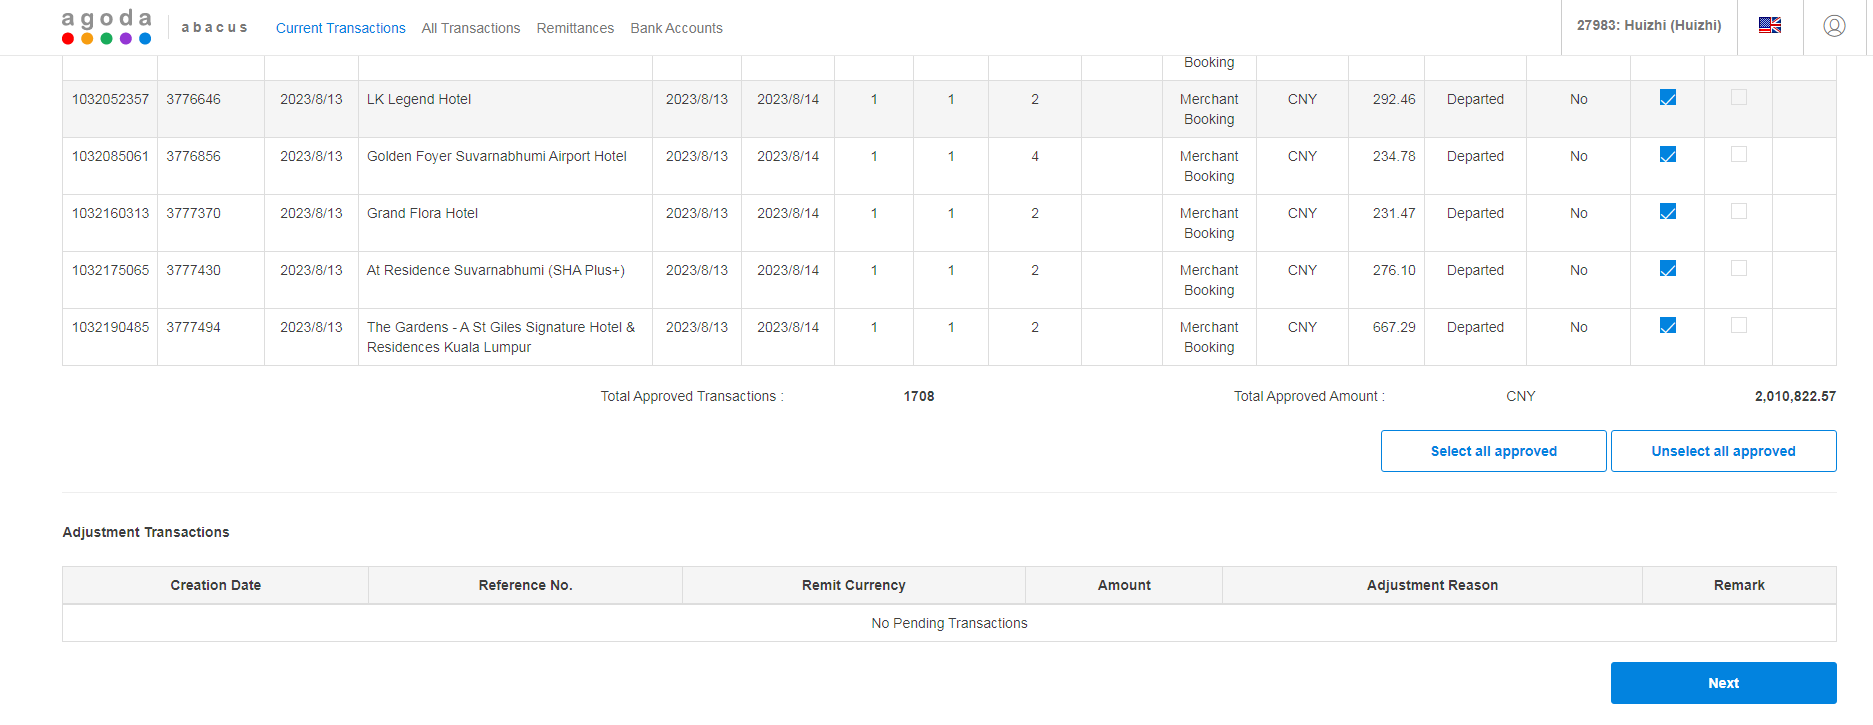 agoda
abacus
Current Transactions All Transactions Remittances Bank Accounts
27983: Huizhi (Huizhi)
Booking
1032052357 3776646 2023/8/13 LK Legend Hotel 2023/8/13 2023/8/14 1 1 2 Merchant Booking CNY 292.46 Departed No
1032085061 3776856 2023/8/13 Golden Foyer Suvarnabhumi Airport Hotel 2023/8/13 2023/8/14 1 1 4 Merchant Booking CNY 234.78 Departed No
1032160313 3777370 2023/8/13 Grand Flora Hotel 2023/8/13 2023/8/14 1 1 2 Merchant Booking CNY 231.47 Departed No
1032175065 3777430 2023/8/13 At Residence Suvarnabhumi (SHA Plus+) 2023/8/13 2023/8/14 1 1 2 Merchant Booking CNY 276.10 Departed No
1032190485 3777494 2023/8/13 The Gardens - A St Giles Signature Hotel & Residences Kuala Lumpur 2023/8/13 2023/8/14 1 1 2 Merchant Booking CNY 667.29 Departed No
Total Approved Transactions : 1708 Total Approved Amount : CNY 2,010,822.57
Select all approved Unselect all approved
Adjustment Transactions
Creation Date Reference No. Remit Currency Amount Adjustment Reason Remark
No Pending Transactions
Next